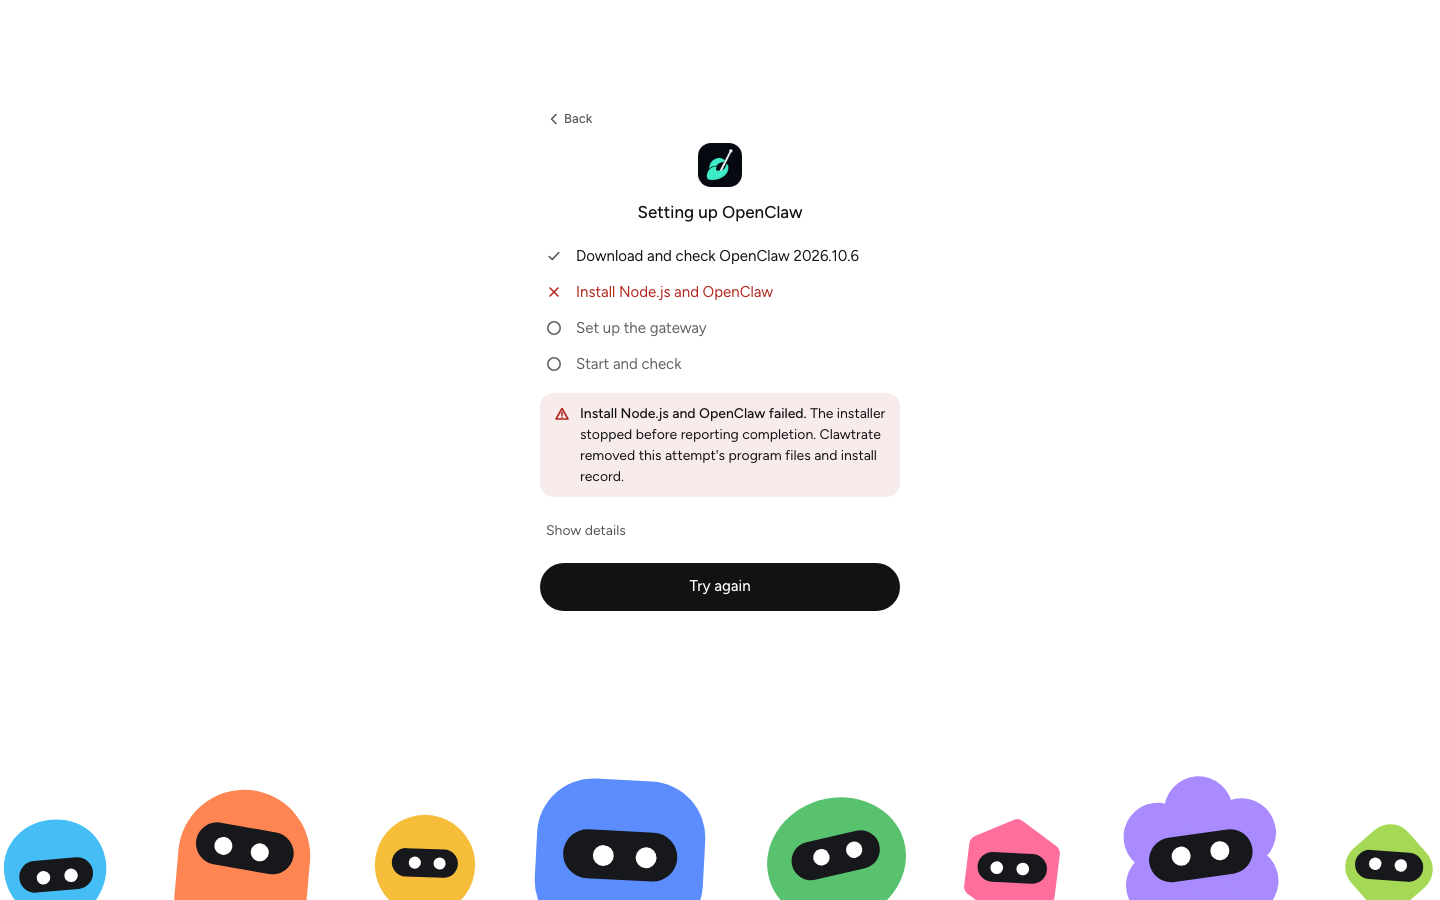 Back
Setting up OpenClaw
Download and check OpenClaw 2026.10.6
Install Node.js and OpenClaw
Set up the gateway
Start and check
Install Node.js and OpenClaw failed. The installer
stopped before reporting completion. Clawtrate
removed this attempt's program files and install
record.
Show details
Try again